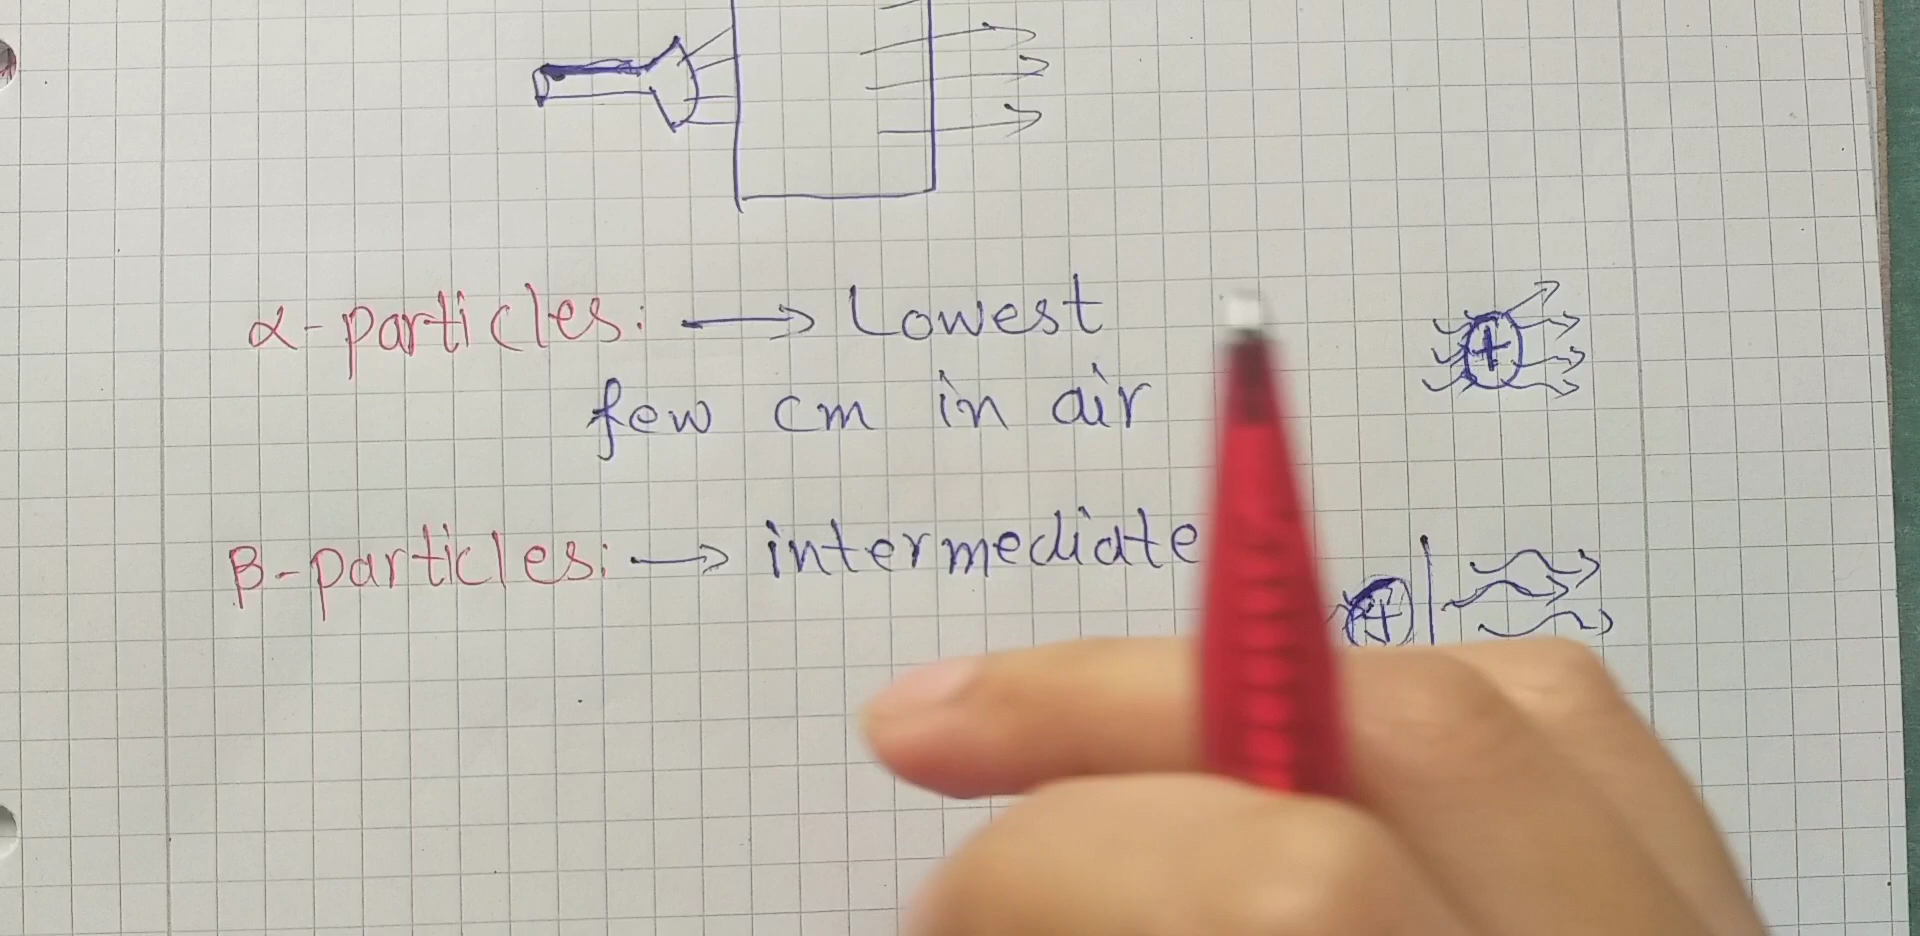 α-particles: → Lowest
few cm in air
β-particles: → intermediate
+
+